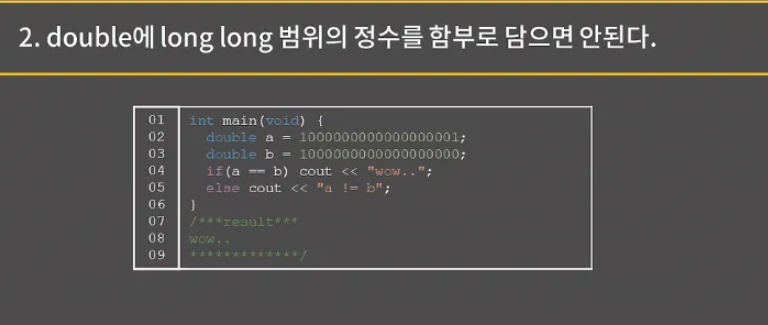 2. double에 long long 범위의 정수를 함부로 담으면 안된다.
01 int main(void) {
02   double a = 1000000000000000001;
03   double b = 1000000000000000000;
04   if(a == b) cout << "wow..";
05   else cout << "a != b";
06 }
07 /***result***
08 wow..
09 *************/